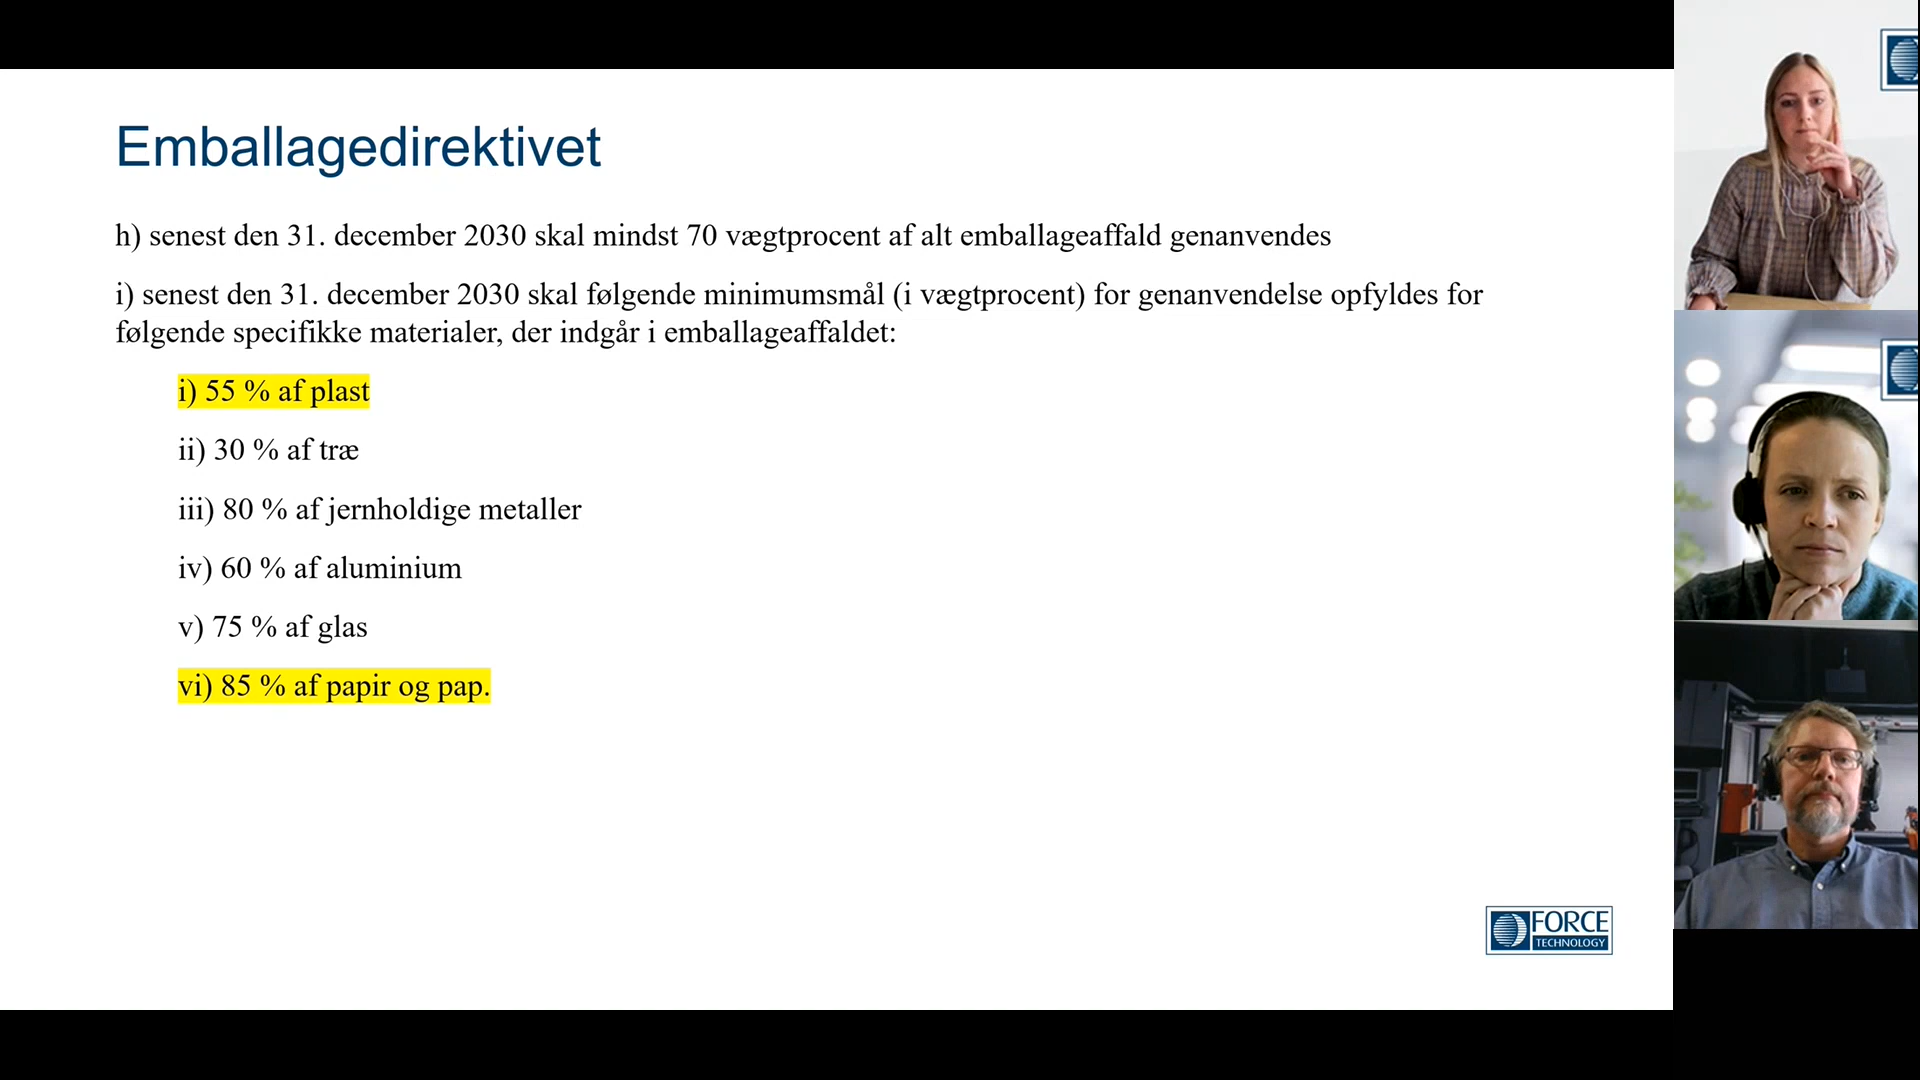 Emballagedirektivet
h) senest den 31. december 2030 skal mindst 70 vægtprocent af alt emballageaffald genanvendes
i) senest den 31. december 2030 skal følgende minimumsmål (i vægtprocent) for genanvendelse opfyldes for
følgende specifikke materialer, der indgår i emballageaffaldet:
i) 55 % af plast
ii) 30 % af træ
iii) 80 % af jernholdige metaller
iv) 60 % af aluminium
v) 75 % af glas
vi) 85 % af papir og pap.
FORCE
TECHNOLOGY